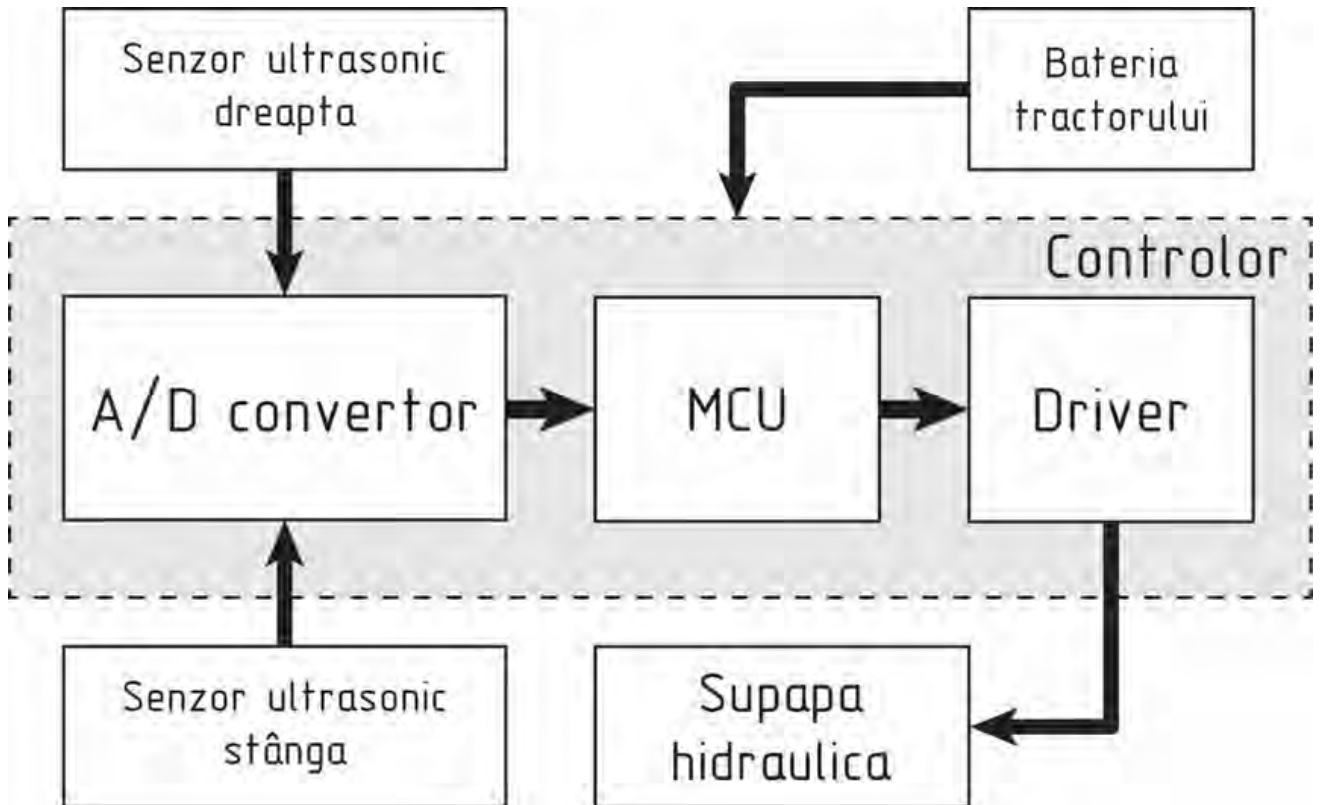 Senzor ultrasonic
dreapta
Bateria
tractorului
Controlor
A/D convertor
MCU
Driver
Senzor ultrasonic
stânga
Supapa
hidraulica